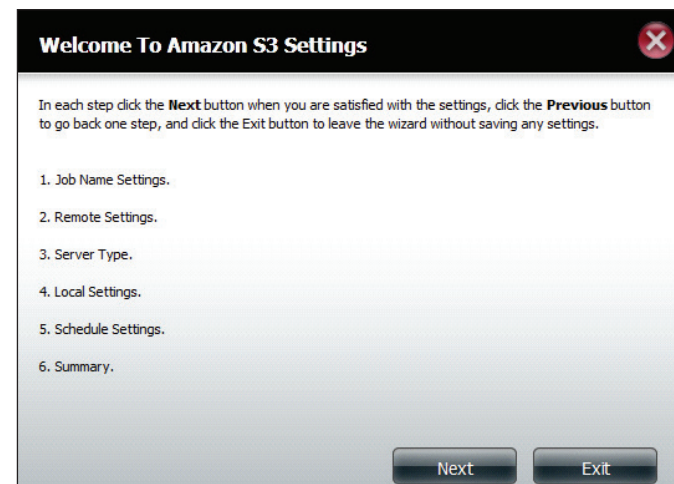 Welcome To Amazon S3 Settings
In each step click the Next button when you are satisfied with the settings, click the Previous button
to go back one step, and click the Exit button to leave the wizard without saving any settings.
1. Job Name Settings.
2. Remote Settings.
3. Server Type.
4. Local Settings.
5. Schedule Settings.
6. Summary.
Next Exit